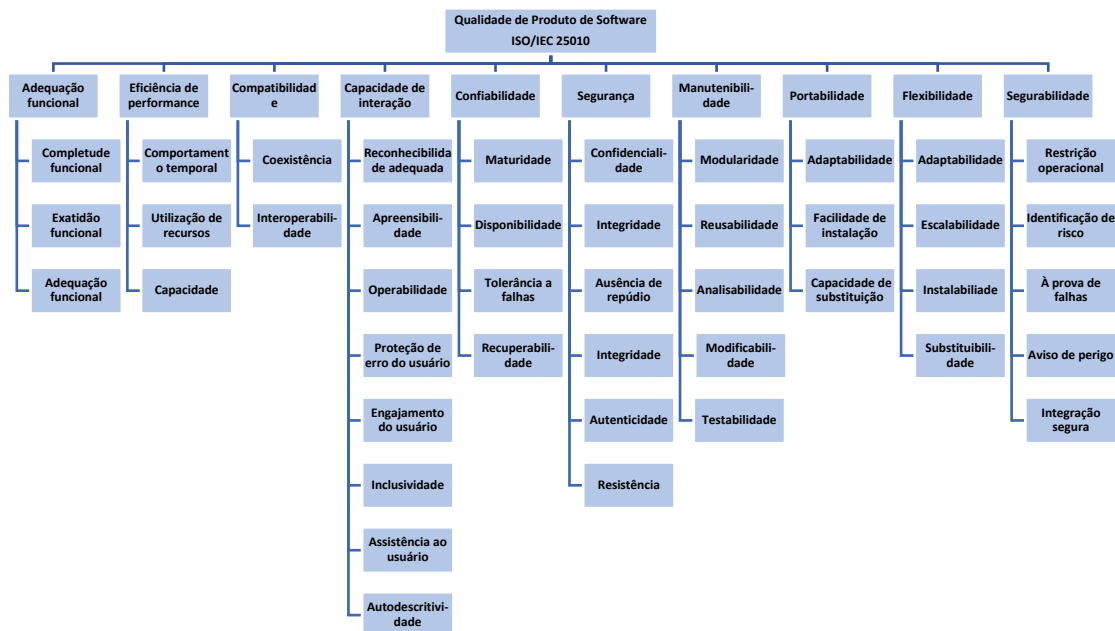 Qualidade de Produto de Software
ISO/IEC 25010
Adequação
funcional
Completude
funcional
Exatidão
funcional
Adequação
funcional
Eficiência de
performance
Comportament
o temporal
Utilização de
recursos
Capacidade
Compatibilidad
e
Coexistência
Interoperabili-
dade
Capacidade de
interação
Reconhecibilida
de adequada
Apreensibili-
dade
Operabilidade
Proteção de
erro do usuário
Engajamento
do usuário
Inclusividade
Assistência ao
usuário
Autodescritivi-
dade
Confiabilidade
Maturidade
Disponibilidade
Tolerância a
falhas
Recuperabili-
dade
Segurança
Confidenciali-
dade
Integridade
Ausência de
repúdio
Integridade
Autenticidade
Resistência
Manutenibili-
dade
Modularidade
Reusabilidade
Analisabilidade
Modificabili-
dade
Testabilidade
Portabilidade
Adaptabilidade
Facilidade de
instalação
Capacidade de
substituição
Flexibilidade
Adaptabilidade
Escalabilidade
Instalabiliade
Substituibili-
dade
Segurabilidade
Restrição
operacional
Identificação de
risco
À prova de
falhas
Aviso de perigo
Integração
segura